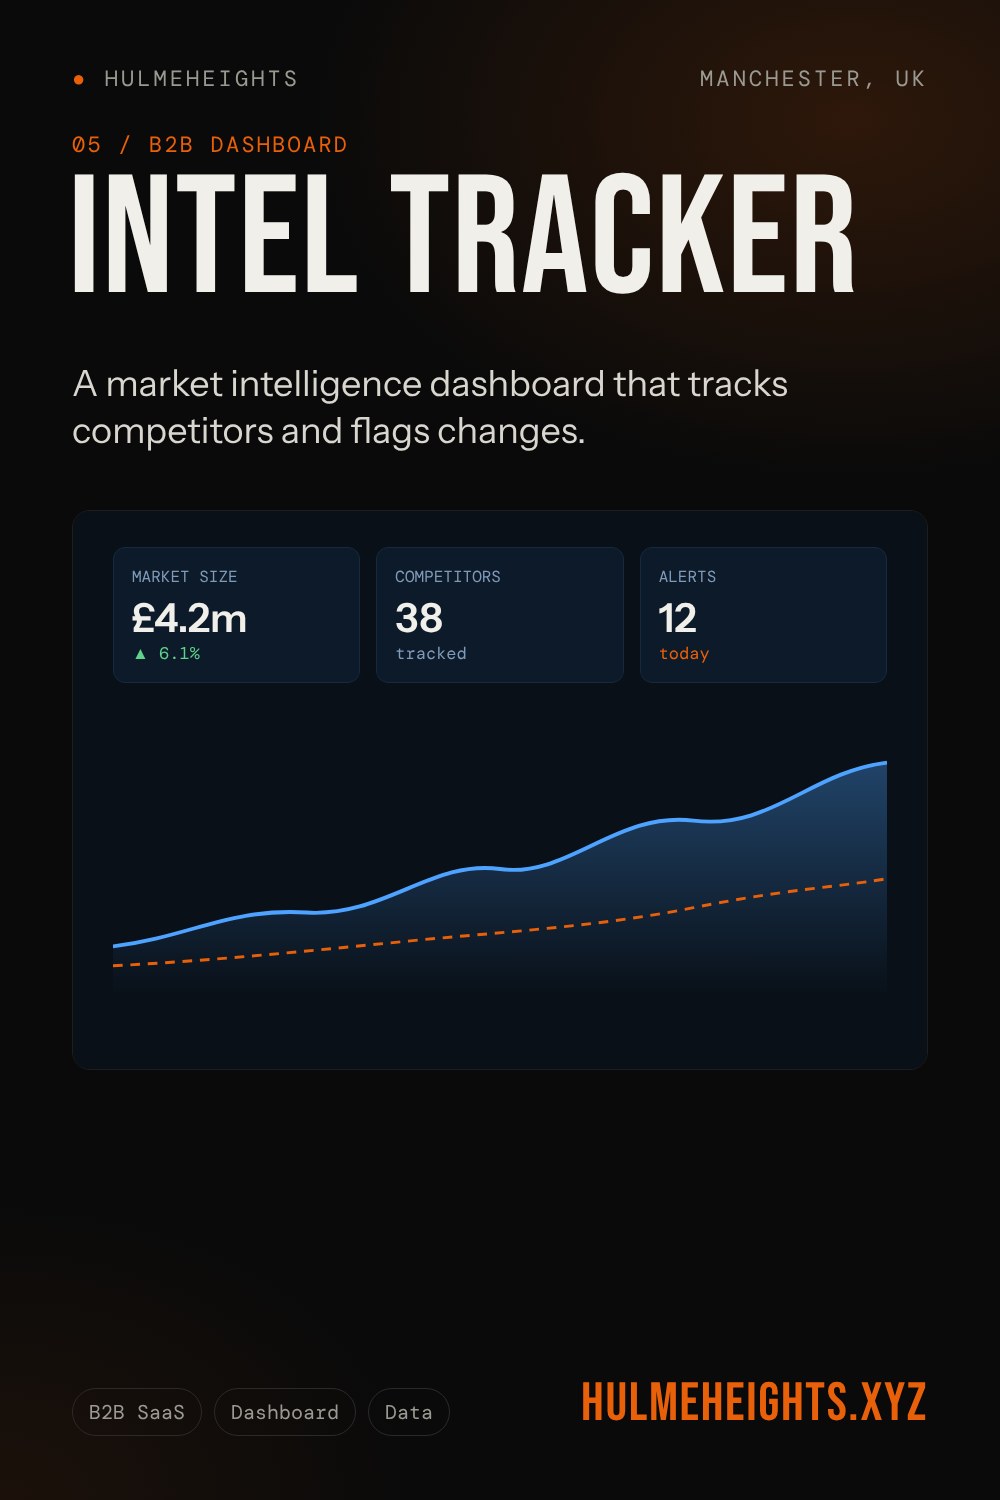 • HULMEHEIGHTS
MANCHESTER, UK
05 / B2B DASHBOARD
INTEL TRACKER
A market intelligence dashboard that tracks
competitors and flags changes.
MARKET SIZE
£4.2m
▲ 6.1%
COMPETITORS
38
tracked
ALERTS
12
today
B2B SaaS
Dashboard
Data
HULMEHEIGHTS.XYZ